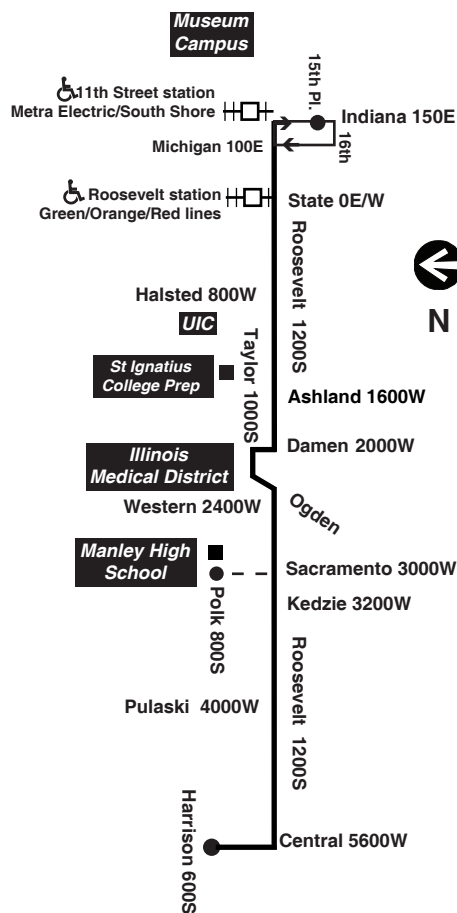 Museum
Campus
11th Street station
Metra Electric/South Shore
15th Pl.
Indiana 150E
Michigan 100E
16th
Roosevelt station
Green/Orange/Red lines
State 0E/W
Roosevelt 1200S
N
Halsted 800W
UIC
Taylor 1000S
St Ignatius
College Prep
Ashland 1600W
Illinois
Medical District
Damen 2000W
Western 2400W
Ogden
Manley High
School
Sacramento 3000W
Polk 800S
Kedzie 3200W
Roosevelt 1200S
Pulaski 4000W
Harrison 600S
Central 5600W